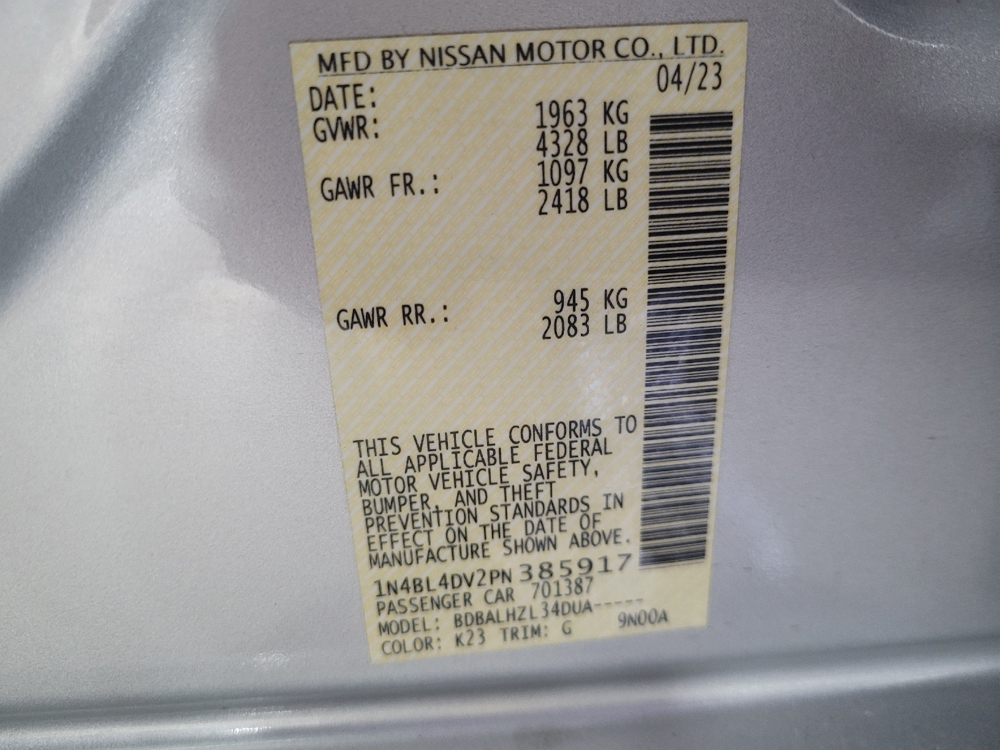 MFD BY NISSAN MOTOR CO., LTD.
DATE: 04/23
GVWR: 1963 KG
4328 LB
GAWR FR.: 1097 KG
2418 LB
GAWR RR.: 945 KG
2083 LB
THIS VEHICLE CONFORMS TO
ALL APPLICABLE FEDERAL
MOTOR VEHICLE SAFETY,
BUMPER, AND THEFT
PREVENTION STANDARDS IN
EFFECT ON THE DATE OF
MANUFACTURE SHOWN ABOVE.
1N4BL4DV2PN385917
PASSENGER CAR 701387
MODEL: BDBALHZL34DUA-----
COLOR: K23 TRIM: G 9N00A